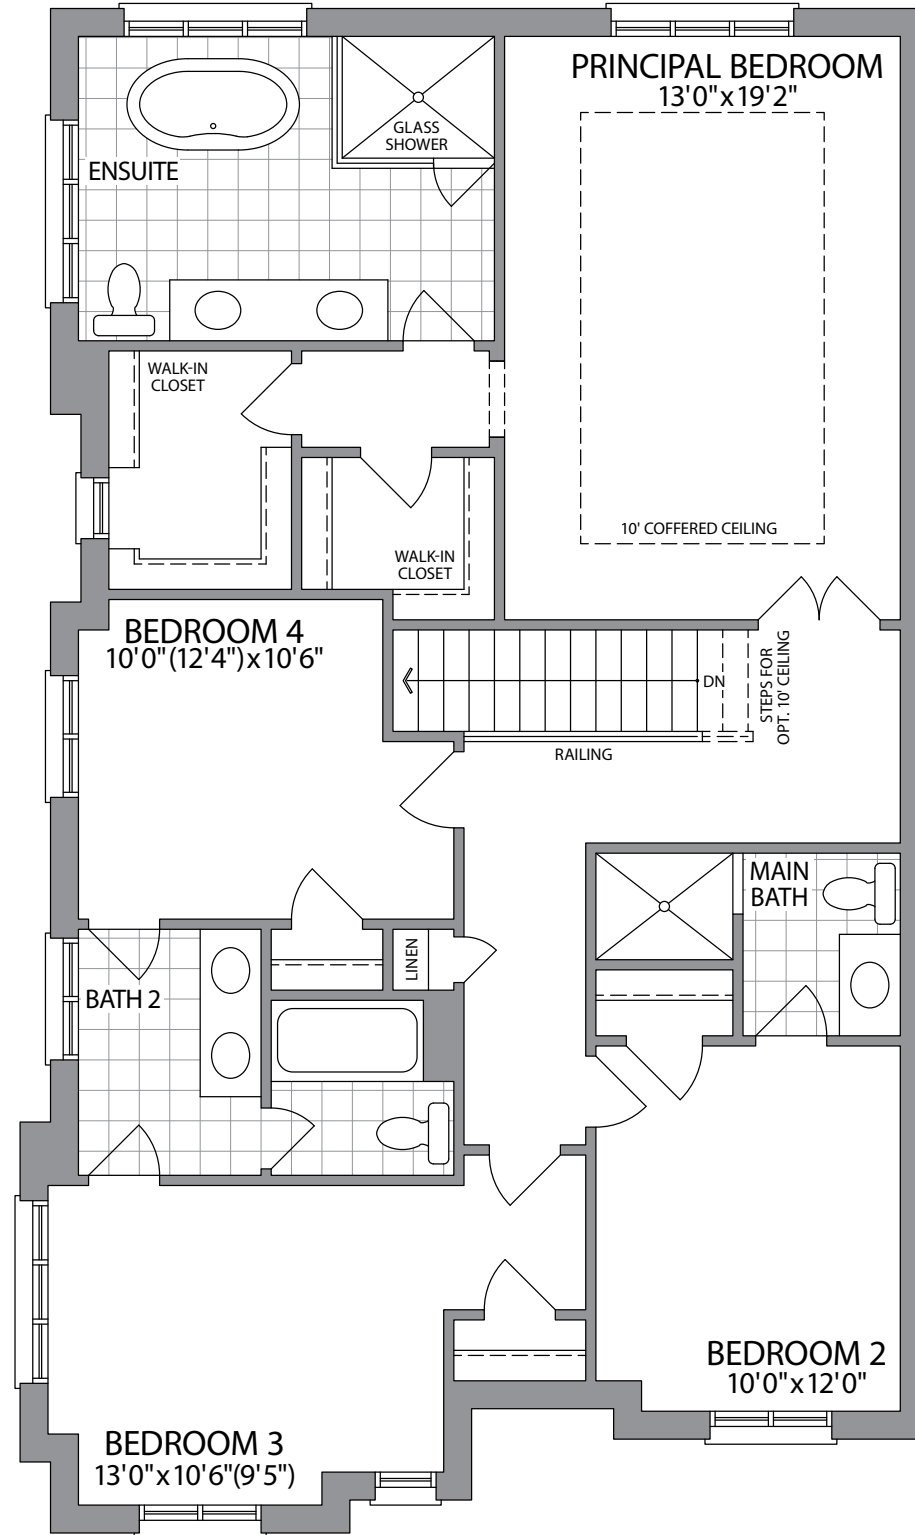 PRINCIPAL BEDROOM
13'0"x19'2"
GLASS
SHOWER
ENSUITE
WALK-IN
CLOSET
10' COFFERED CEILING
WALK-IN
CLOSET
BEDROOM 4
10'0"(12'4")x10'6"
DN
STEPS FOR
OPT. 10' CEILING
RAILING
MAIN
BATH
LINEN
BATH 2
BEDROOM 2
10'0"x12'0"
BEDROOM 3
13'0"x10'6"(9'5")